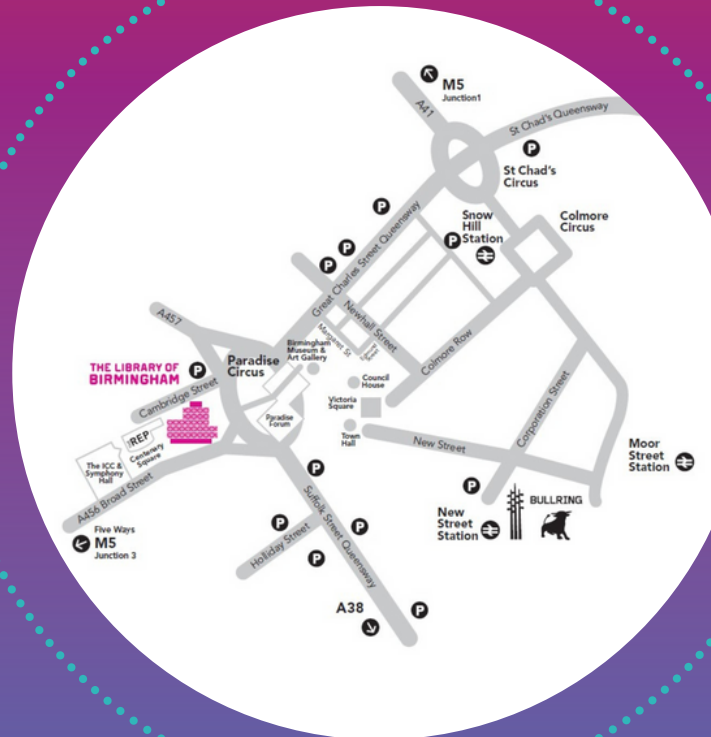 M5
Junction1
A41
St Chad's Queensway
P
St Chad's
Circus
P
Snow
Hill
Station
P
Colmore
Circus
P
P
Great Charles Street Queensway
Newhall Street
Margaret St
A457
Birmingham
Museum &
Art Gallery
Colmore Row
Paradise
Circus
THE LIBRARY OF
BIRMINGHAM
P
Council
House
Corporation Street
Cambridge Street
Victoria
Square
Paradise
Forum
Town
Hall
New Street
REP
Centenary
Square
The ICC &
Symphony
Hall
Moor
Street
Station
A456 Broad Street
P
P
BULLRING
New
Street
Station
Suffolk Street Queensway
Five Ways
M5
Junction 3
P
P
Holliday Street
P
A38
P